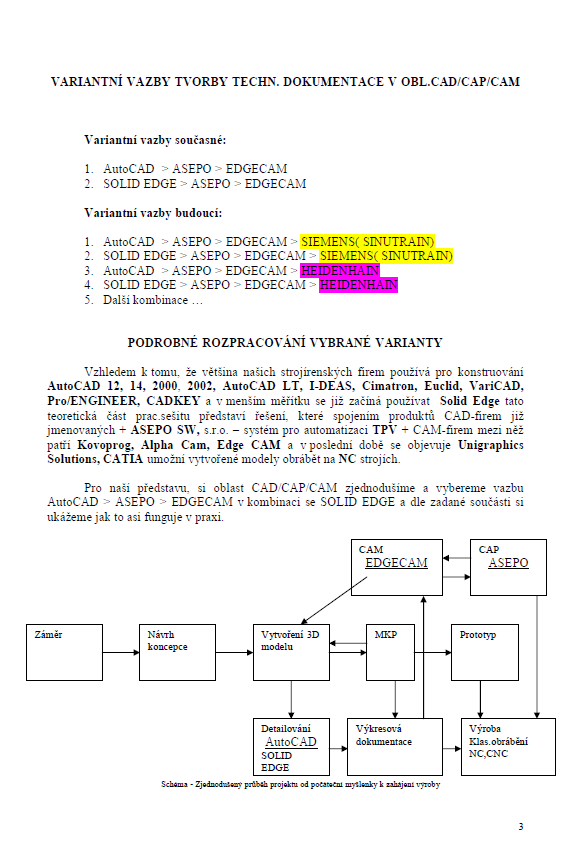 VARIANTNÍ VAZBY TVORBY TECHN. DOKUMENTACE V OBL.CAD/CAP/CAM
Variantní vazby současné:
1. AutoCAD > ASEPO > EDGECAM
2. SOLID EDGE > ASEPO > EDGECAM
Variantní vazby budoucí:
1. AutoCAD > ASEPO > EDGECAM > SIEMENS( SINUTRAIN)
2. SOLID EDGE > ASEPO > EDGECAM > SIEMENS( SINUTRAIN)
3. AutoCAD > ASEPO > EDGECAM > HEIDENHAIN
4. SOLID EDGE > ASEPO > EDGECAM > HEIDENHAIN
5. Další kombinace …
PODROBNÉ ROZPRACOVÁNÍ VYBRANÉ VARIANTY
Vzhledem k tomu, že většina našich strojírenských firem používá pro konstruování
AutoCAD 12, 14, 2000, 2002, AutoCAD LT, I-DEAS, Cimatron, Euclid, VariCAD,
Pro/ENGINEER, CADKEY a v menším měřítku se již začíná používat Solid Edge tato
teoretická část prac.sešitu představí řešení, které spojením produktů CAD-firem již
jmenovaných + ASEPO SW, s.r.o. – systém pro automatizaci TPV + CAM-firem mezi něž
patří Kovoprog, Alpha Cam, Edge CAM a v poslední době se objevuje Unigraphics
Solutions, CATIA umožní vytvořené modely obrábět na NC strojích.
Pro naši představu, si oblast CAD/CAP/CAM zjednodušíme a vybereme vazbu
AutoCAD > ASEPO > EDGECAM v kombinaci se SOLID EDGE a dle zadané součásti si
ukážeme jak to asi funguje v praxi.
CAM
EDGECAM
CAP
ASEPO
Záměr
Návrh
koncepce
Vytvoření 3D
modelu
MKP
Prototyp
Detailování
AutoCAD
SOLID
EDGE
Výkresová
dokumentace
Výroba
Klas.obrábění
NC,CNC
Schéma - Zjednodušený průběh projektu od počáteční myšlenky k zahájení výroby
3